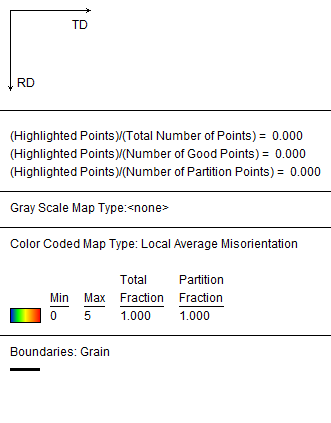 TD
RD
(Highlighted Points)/(Total Number of Points) = 0.000
(Highlighted Points)/(Number of Good Points) = 0.000
(Highlighted Points)/(Number of Partition Points) = 0.000
Gray Scale Map Type:<none>
Color Coded Map Type: Local Average Misorientation
Total Partition
Min Max Fraction Fraction
0 5 1.000 1.000
Boundaries: Grain